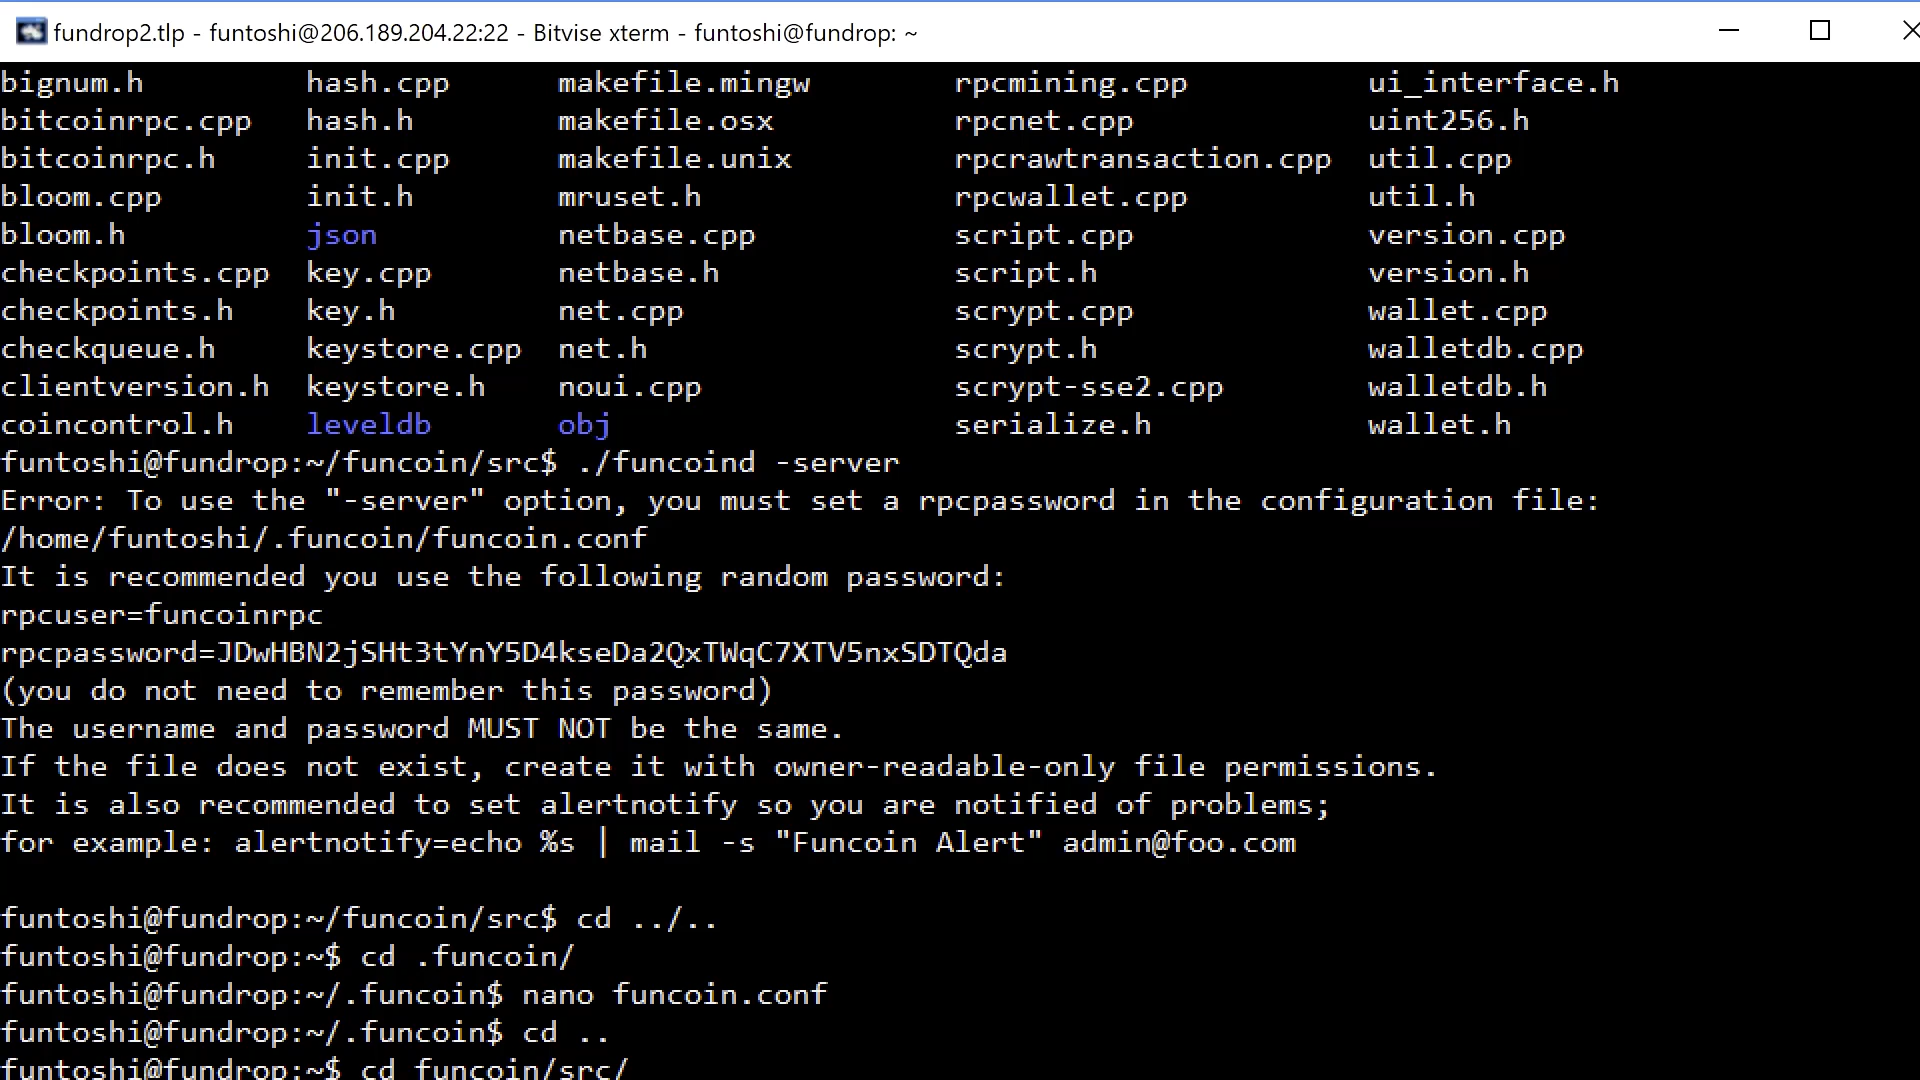 fundrop2.tlp - funtoshi@206.189.204.22:22 - Bitvise xterm - funtoshi@fundrop: ~
bignum.h hash.cpp makefile.mingw rpcmining.cpp ui_interface.h
bitcoinrpc.cpp hash.h makefile.osx rpcnet.cpp uint256.h
bitcoinrpc.h init.cpp makefile.unix rpcrawtransaction.cpp util.cpp
bloom.cpp init.h mruset.h rpcwallet.cpp util.h
bloom.h json netbase.cpp script.cpp version.cpp
checkpoints.cpp key.cpp netbase.h script.h version.h
checkpoints.h key.h net.cpp scrypt.cpp wallet.cpp
checkqueue.h keystore.cpp net.h scrypt.h walletdb.cpp
clientversion.h keystore.h noui.cpp scrypt-sse2.cpp walletdb.h
coincontrol.h leveldb obj serialize.h wallet.h
funtoshi@fundrop:~/funcoin/src$ ./funcoind -server
Error: To use the "-server" option, you must set a rpcpassword in the configuration file:
/home/funtoshi/.funcoin/funcoin.conf
It is recommended you use the following random password:
rpcuser=funcoinrpc
rpcpassword=JDwHBN2jSHt3tYnY5D4kseDa2QxTWqC7XTV5nxSDTQda
(you do not need to remember this password)
The username and password MUST NOT be the same.
If the file does not exist, create it with owner-readable-only file permissions.
It is also recommended to set alertnotify so you are notified of problems;
for example: alertnotify=echo %s | mail -s "Funcoin Alert" admin@foo.com
funtoshi@fundrop:~/funcoin/src$ cd ../..
funtoshi@fundrop:~$ cd .funcoin/
funtoshi@fundrop:~/.funcoin$ nano funcoin.conf
funtoshi@fundrop:~/.funcoin$ cd ..
funtoshi@fundrop:~$ cd funcoin/src/